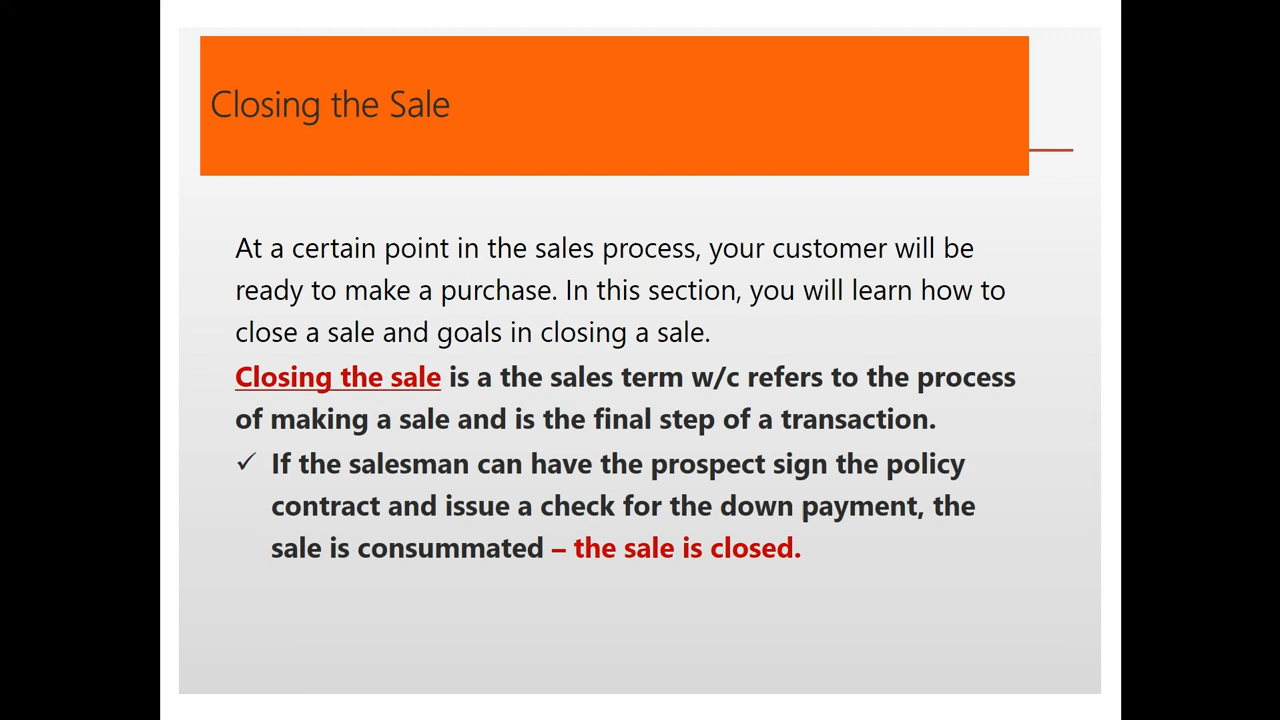 Closing the Sale
At a certain point in the sales process, your customer will be
ready to make a purchase. In this section, you will learn how to
close a sale and goals in closing a sale.
Closing the sale is a the sales term w/c refers to the process
of making a sale and is the final step of a transaction.
✓ If the salesman can have the prospect sign the policy
contract and issue a check for the down payment, the
sale is consummated – the sale is closed.